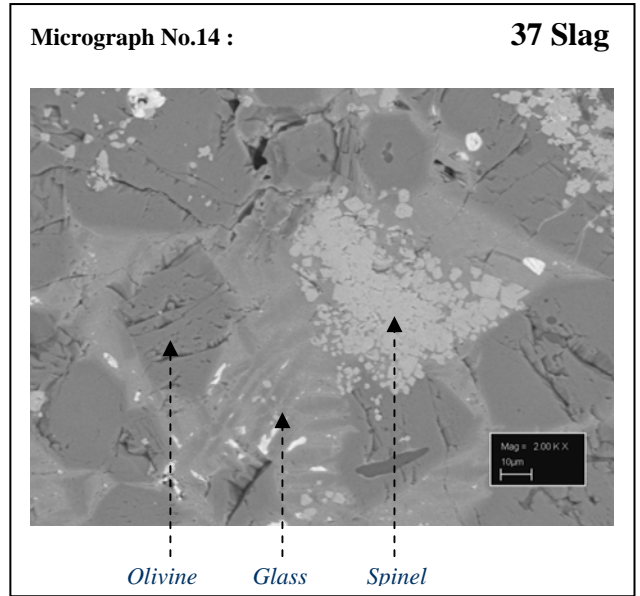 Micrograph No.14 : 37 Slag
Mag = 2.00 K X
10µm
Olivine Glass Spinel